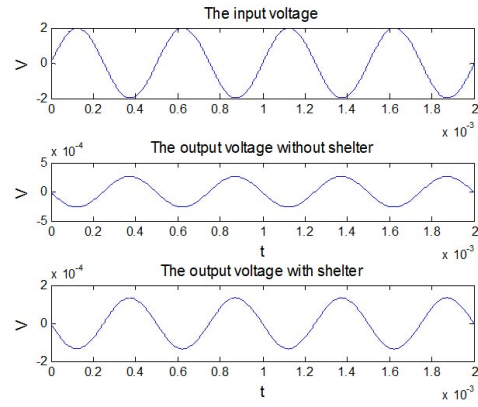 The input voltage
2
0
-2
V
0 0.2 0.4 0.6 0.8 1 1.2 1.4 1.6 1.8 2
x 10-3
x 10-4
The output voltage without shelter
5
0
-5
V
0 0.2 0.4 0.6 0.8 1 1.2 1.4 1.6 1.8 2
t
x 10-3
x 10-4
The output voltage with shelter
2
0
-2
V
0 0.2 0.4 0.6 0.8 1 1.2 1.4 1.6 1.8 2
t
x 10-3